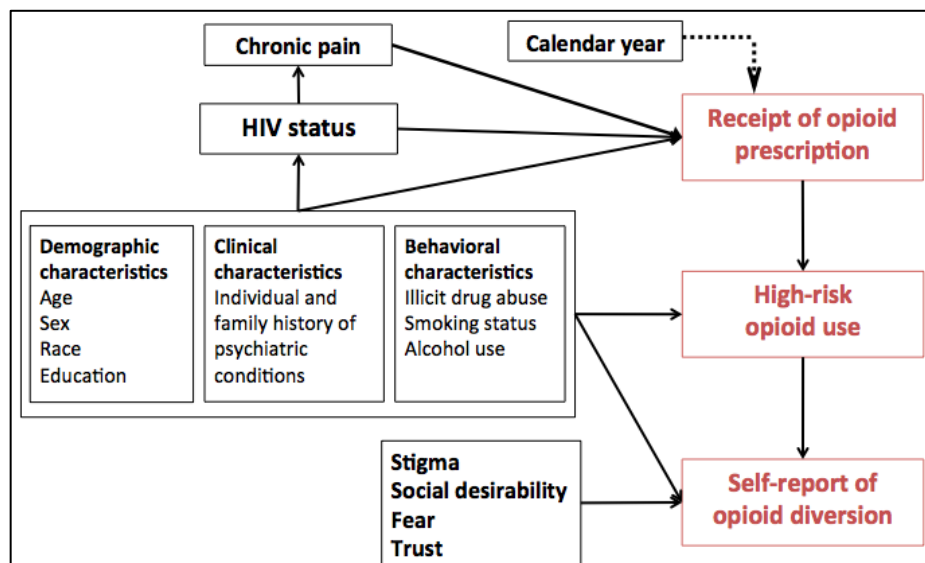 Chronic pain
Calendar year
HIV status
Receipt of opioid
prescription
Demographic
characteristics
Age
Sex
Race
Education
Clinical
characteristics
Individual and
family history of
psychiatric
conditions
Behavioral
characteristics
Illicit drug abuse
Smoking status
Alcohol use
High-risk
opioid use
Stigma
Social desirability
Fear
Trust
Self-report of
opioid diversion